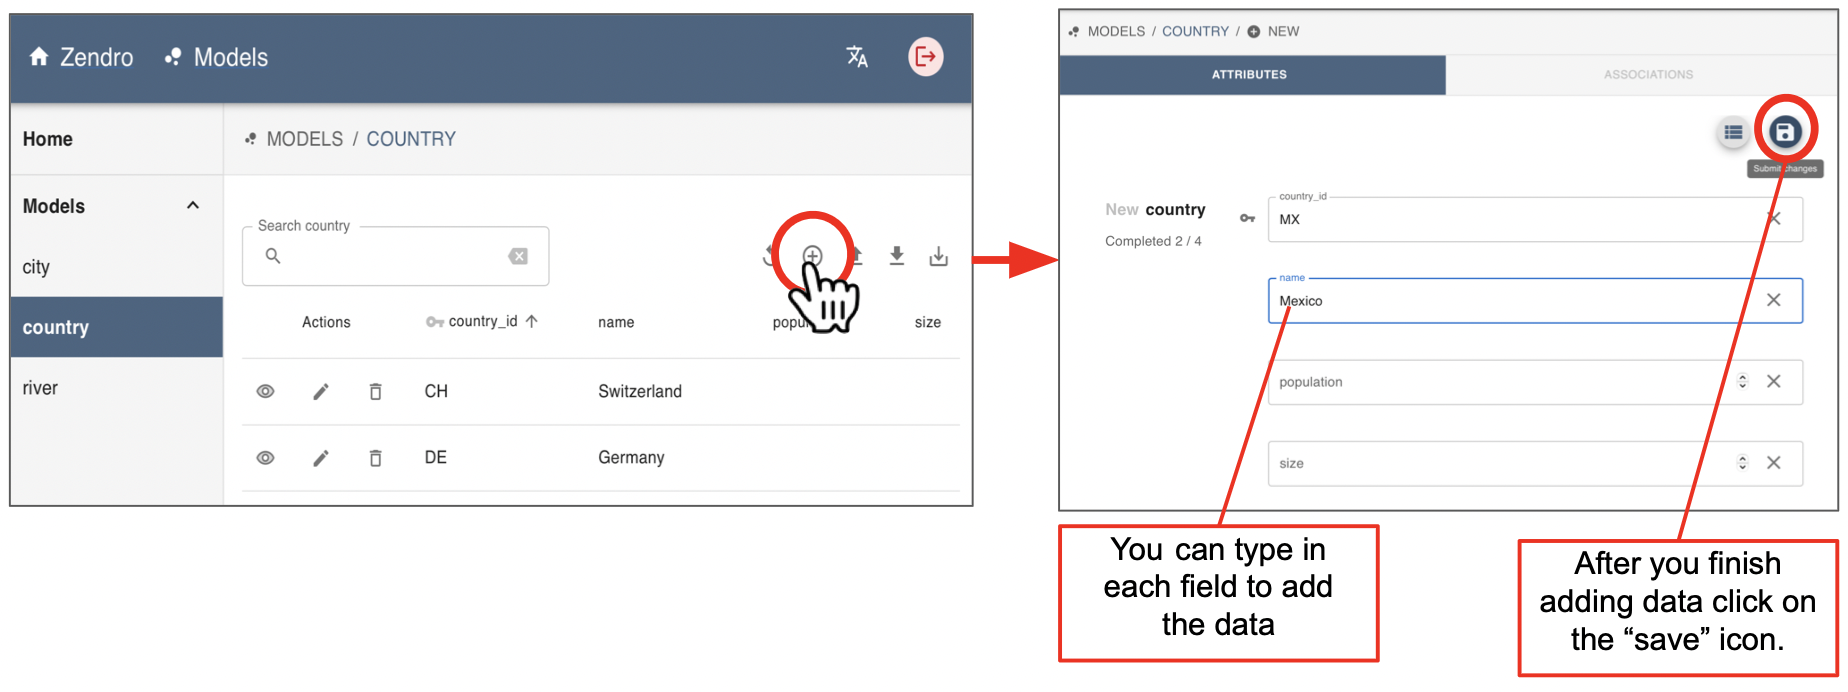 Zendro Models
Home
MODELS / COUNTRY
Models
city
country
river
Search country
Actions country_id name size
CH Switzerland
DE Germany
MODELS / COUNTRY / NEW
ATTRIBUTES ASSOCIATIONS
Submit changes
New country
Completed 2 / 4
country_id
MX
name
Mexico
population
size
You can type in
each field to add
the data
After you finish
adding data click on
the “save” icon.